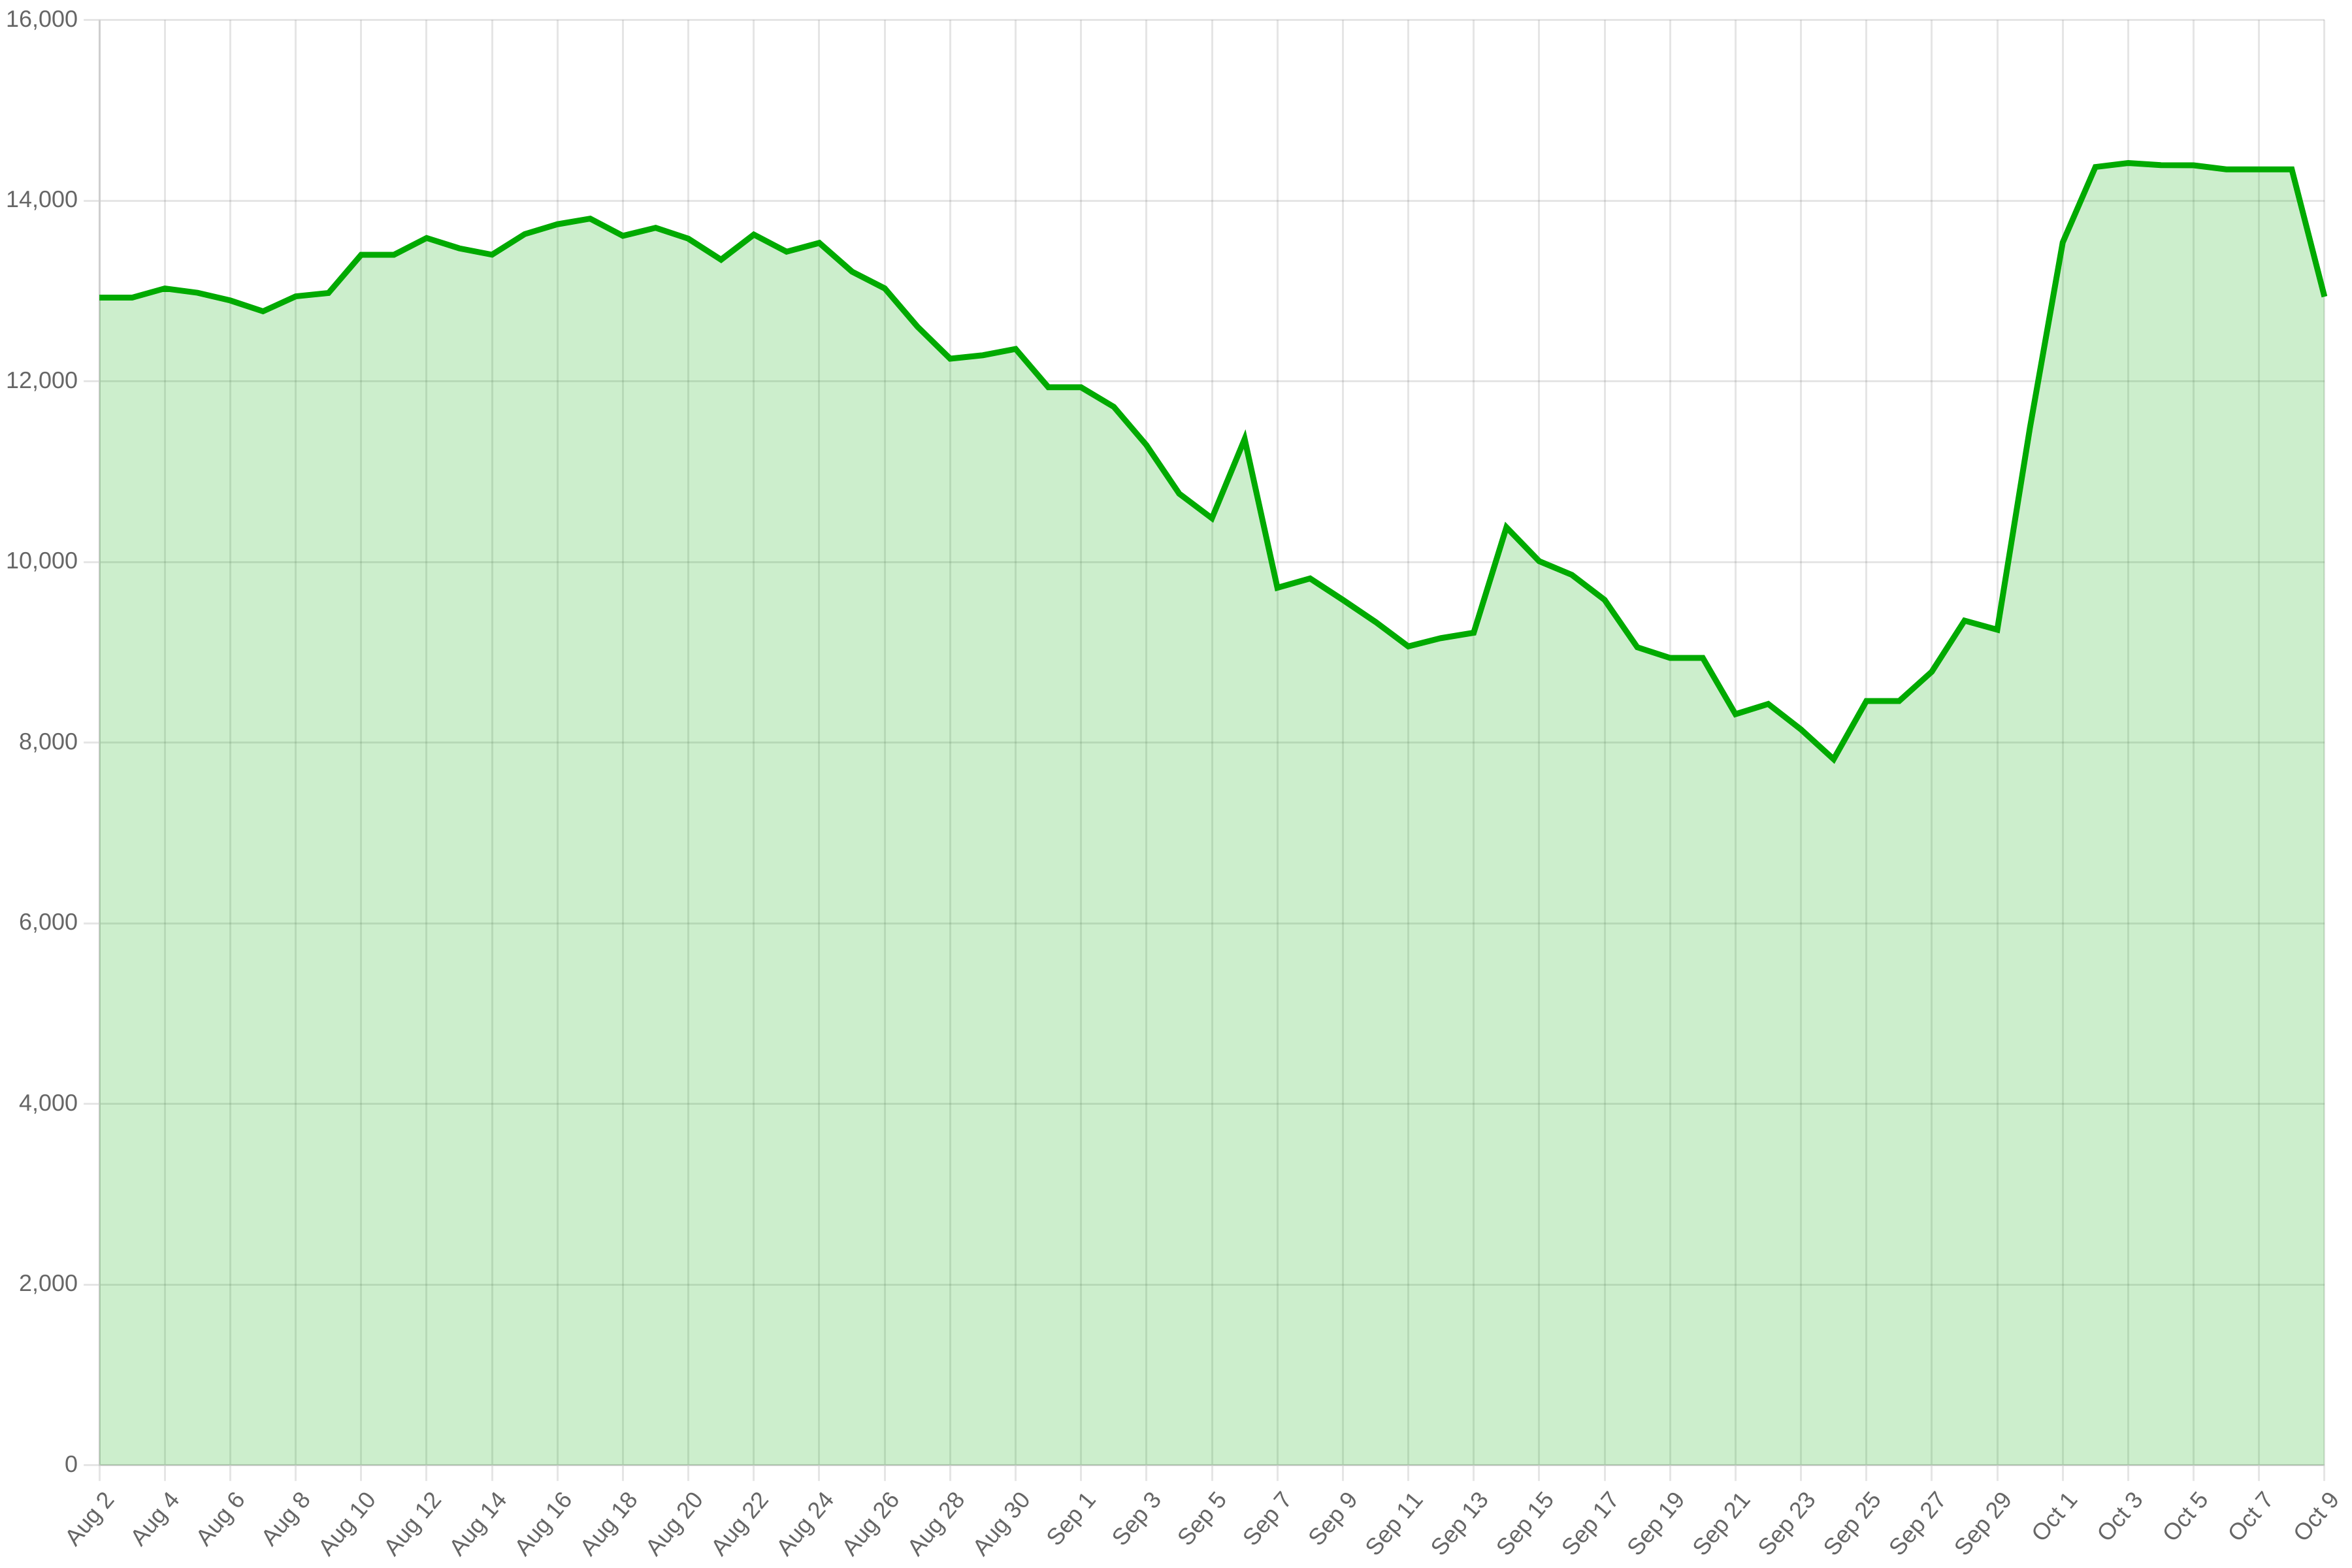 16,000
14,000
12,000
10,000
8,000
6,000
4,000
2,000
0
Aug 2
Aug 4
Aug 6
Aug 8
Aug 10
Aug 12
Aug 14
Aug 16
Aug 18
Aug 20
Aug 22
Aug 24
Aug 26
Aug 28
Aug 30
Sep 1
Sep 3
Sep 5
Sep 7
Sep 9
Sep 11
Sep 13
Sep 15
Sep 17
Sep 19
Sep 21
Sep 23
Sep 25
Sep 27
Sep 29
Oct 1
Oct 3
Oct 5
Oct 7
Oct 9